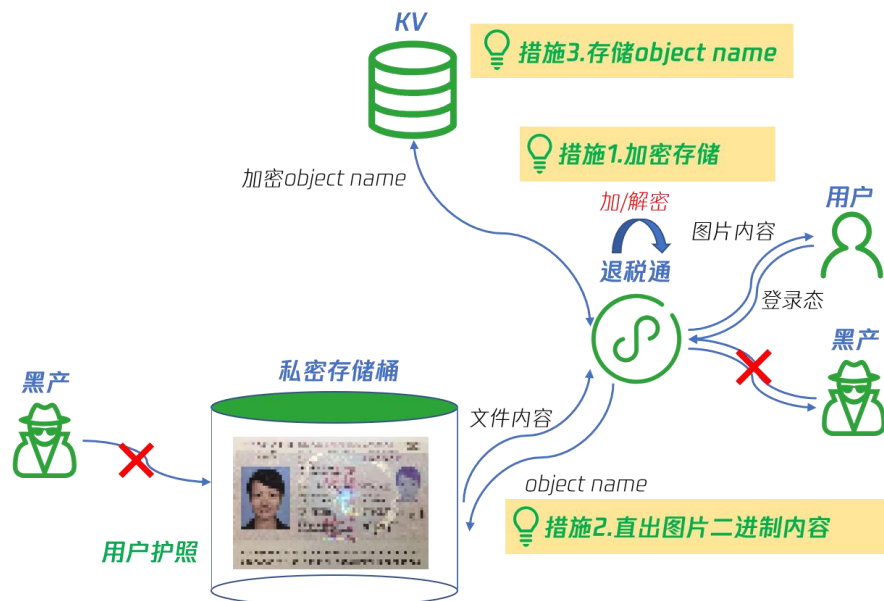 KV
措施3.存储object name
措施1.加密存储
加密object name
加/解密
用户
图片内容
退税通
登录态
黑产
私密存储桶
黑产
文件内容
object name
措施2.直出图片二进制内容
用户护照